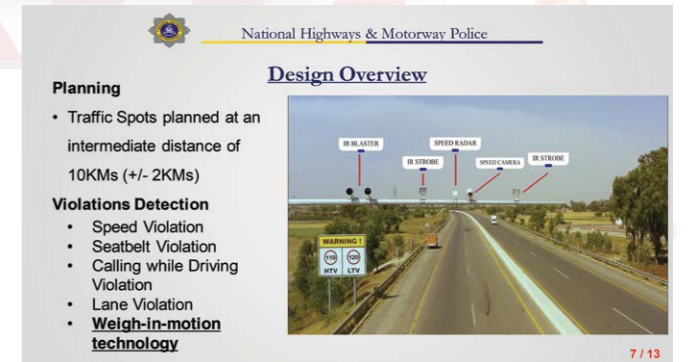 National Highways & Motorway Police
Design Overview
Planning
• Traffic Spots planned at an
intermediate distance of
10KMs (+/- 2KMs)
Violations Detection
• Speed Violation
• Seatbelt Violation
• Calling while Driving
Violation
• Lane Violation
• Weigh-in-motion
technology
IR BLASTER
IR STROBE
SPEED RADAR
SPEED CAMERA
IR STROBE
WARNING !
110
120
HTV
LTV
7 / 13